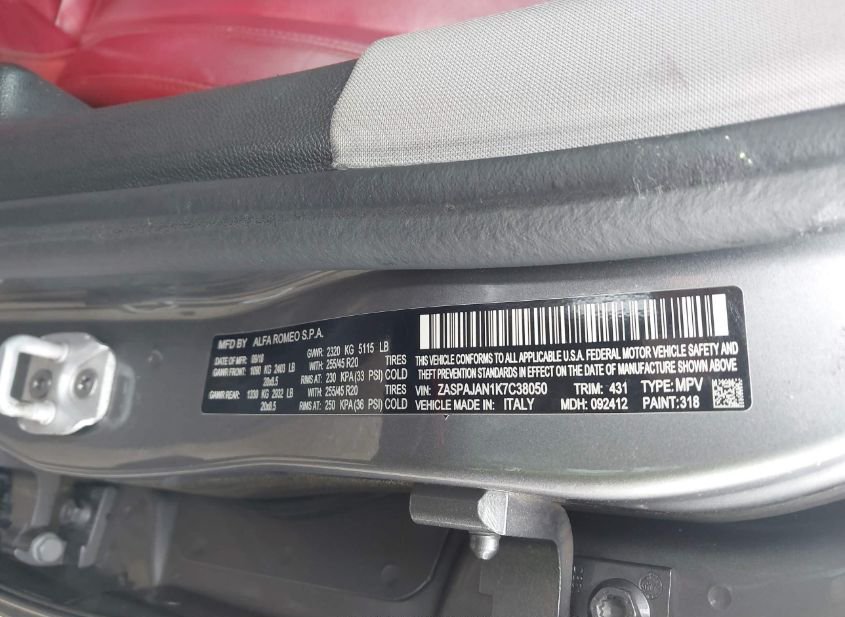 MFD BY ALFA ROMEO S.P.A.
DATE OF MFR: 09/18 GVWR: 2320 KG 5115 LB
GAWR FRONT: 1090 KG 2403 LB WITH: 255/45 R20 TIRES
20x8.5 RIMS AT: 230 KPA (33 PSI) COLD
GAWR REAR: 1330 KG 2932 LB WITH: 255/45 R20 TIRES
20x8.5 RIMS AT: 250 KPA (36 PSI) COLD
THIS VEHICLE CONFORMS TO ALL APPLICABLE U.S.A. FEDERAL MOTOR VEHICLE SAFETY AND
THEFT PREVENTION STANDARDS IN EFFECT ON THE DATE OF MANUFACTURE SHOWN ABOVE.
VIN: ZASPAJAN1K7C38050 TRIM: 431 TYPE: MPV
VEHICLE MADE IN: ITALY MDH: 092412 PAINT:318